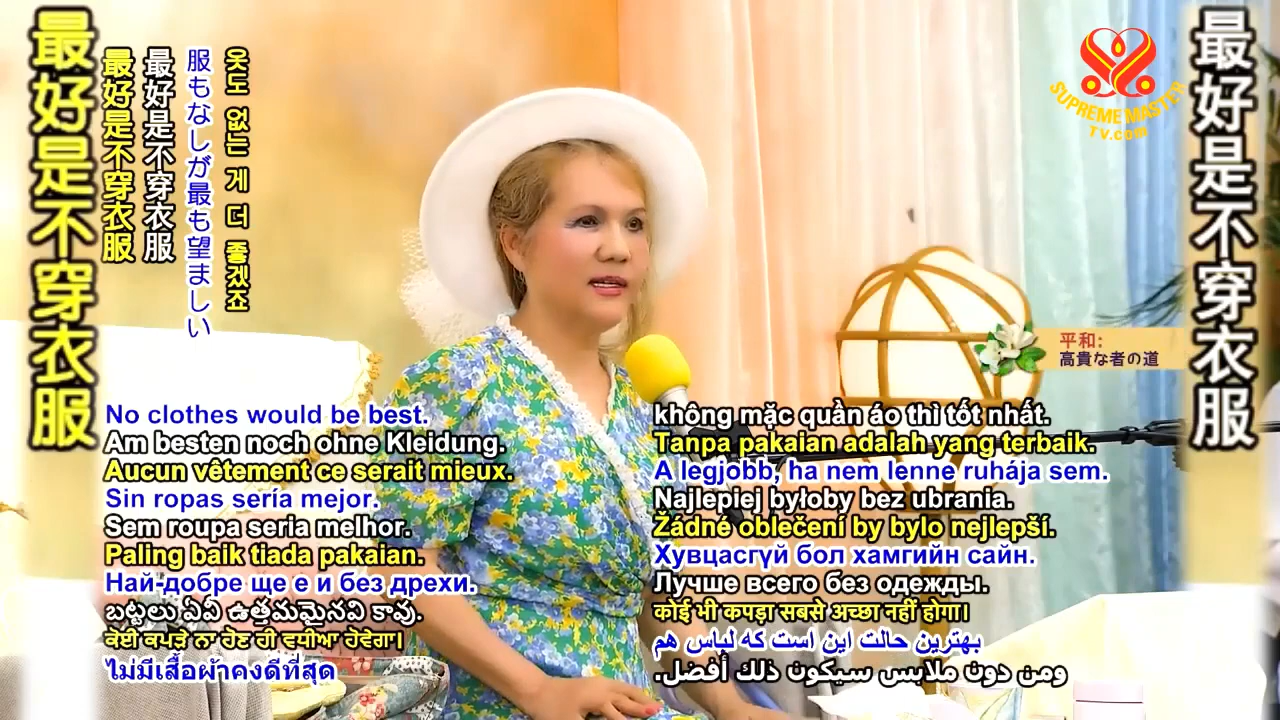 最好是不穿衣服
最好是不穿衣服
最好是不穿衣服
服もなしが最も望ましい
옷도 없는 게 더 좋겠죠
SUPREME MASTER
TV.com
最好是不穿衣服
平和:
高貴な者の道
No clothes would be best.
Am besten noch ohne Kleidung.
Aucun vêtement ce serait mieux.
Sin ropas sería mejor.
Sem roupa seria melhor.
Paling baik tiada pakaian.
Най-добре ще е и без дрехи.
బట్టలు ఏవీ ఉత్తమమైనవి కావు.
ਕੋਈ ਕਪੜੇ ਨਾ ਹੋਣ ਹੀ ਵਧੀਆ ਹੋਵੇਗਾ।
ไม่มีเสื้อผ้าคงดีที่สุด
không mặc quần áo thì tốt nhất.
Tanpa pakaian adalah yang terbaik.
A legjobb, ha nem lenne ruhája sem.
Najlepiej byłoby bez ubrania.
Žádné oblečení by bylo nejlepší.
Хувцасгүй бол хамгийн сайн.
Лучше всего без одежды.
कोई भी कपड़ा सबसे अच्छा नहीं होगा।
بهترین حالت این است که لباس هم
ومن دون ملابس سيكون ذلك أفضل.